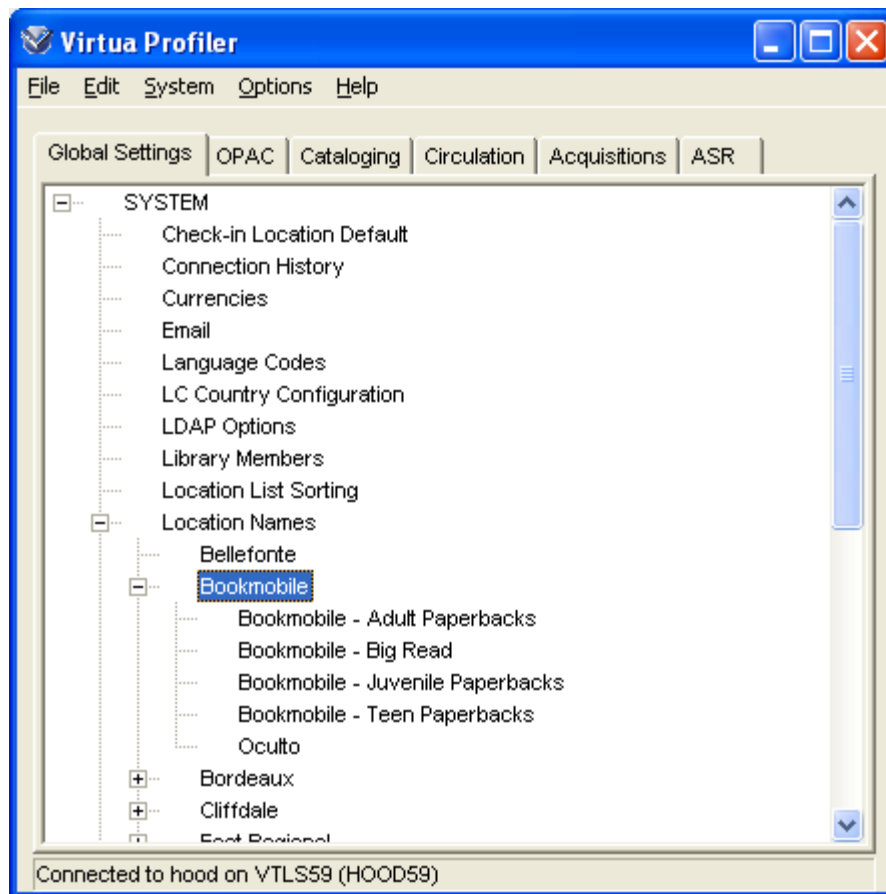 Virtua Profiler
File Edit System Options Help
Global Settings OPAC Cataloging Circulation Acquisitions ASR
SYSTEM
Check-in Location Default
Connection History
Currencies
Email
Language Codes
LC Country Configuration
LDAP Options
Library Members
Location List Sorting
Location Names
Bellefonte
Bookmobile
Bookmobile - Adult Paperbacks
Bookmobile - Big Read
Bookmobile - Juvenile Paperbacks
Bookmobile - Teen Paperbacks
Oculto
Bordeaux
Cliffdale
East Regional
Connected to hood on VTLS59 (HOOD59)